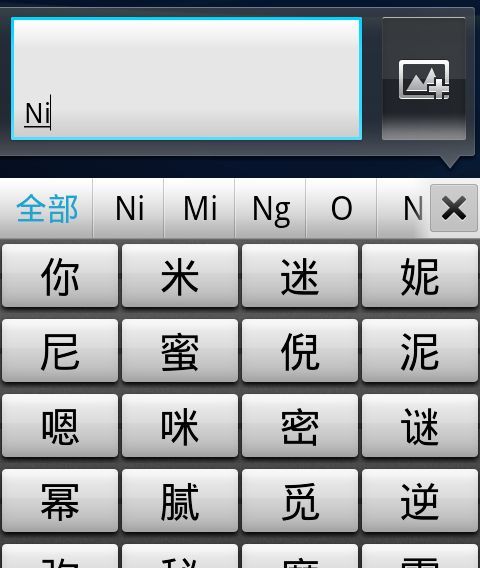 Ni
全部 Ni Mi Ng O N
你 米 迷 妮
尼 蜜 倪 泥
嗯 咪 密 谜
幂 腻 觅 逆